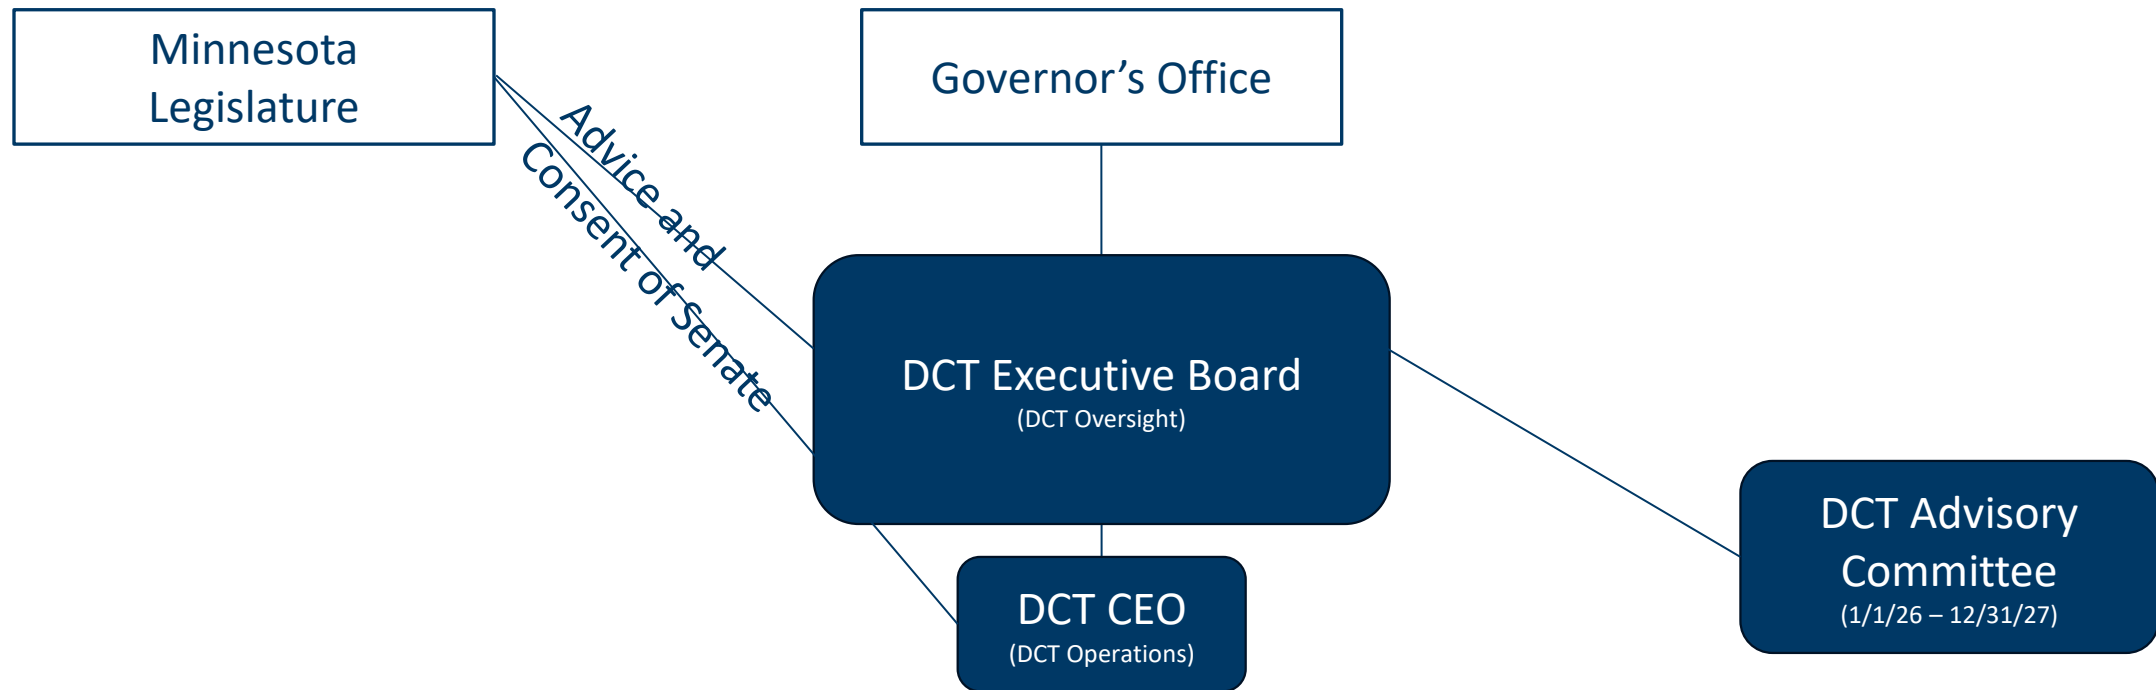 Minnesota
Legislature
Governor’s Office
Advice and
Consent of Senate
DCT Executive Board
(DCT Oversight)
DCT Advisory
Committee
(1/1/26 – 12/31/27)
DCT CEO
(DCT Operations)